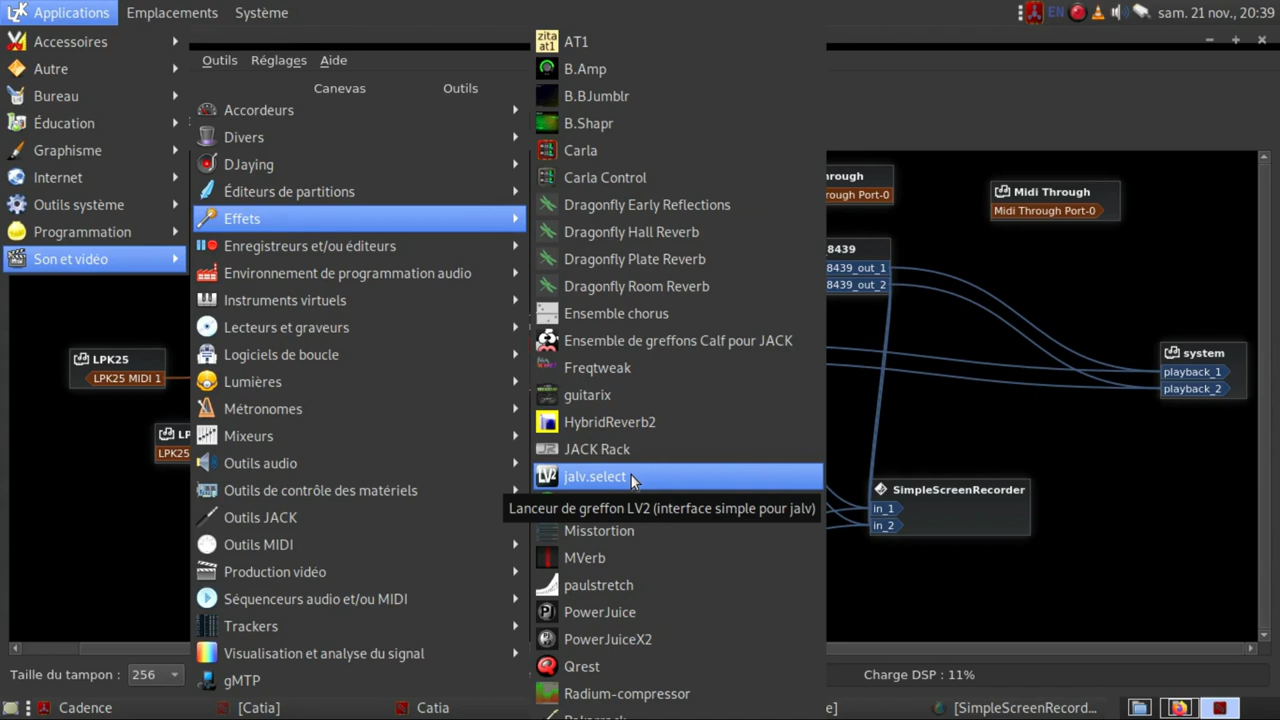 Applications
Emplacements
Système
EN
sam. 21 nov., 20:39
Accessoires
Autre
Bureau
Éducation
Graphisme
Internet
Outils système
Programmation
Son et vidéo
Outils
Réglages
Aide
Canevas
Outils
Accordeurs
Divers
DJaying
Éditeurs de partitions
Effets
Enregistreurs et/ou éditeurs
Environnement de programmation audio
Instruments virtuels
Lecteurs et graveurs
Logiciels de boucle
Lumières
Métronomes
Mixeurs
Outils audio
Outils de contrôle des matériels
Outils JACK
Outils MIDI
Production vidéo
Séquenceurs audio et/ou MIDI
Trackers
Visualisation et analyse du signal
gMTP
zita
at1
AT1
B.Amp
B.BJumblr
B.Shapr
Carla
Carla Control
Dragonfly Early Reflections
Dragonfly Hall Reverb
Dragonfly Plate Reverb
Dragonfly Room Reverb
Ensemble chorus
Ensemble de greffons Calf pour JACK
Freqtweak
guitarix
HybridReverb2
JACK Rack
LV2
jalv.select
Lanceur de greffon LV2 (interface simple pour jalv)
Misstortion
MVerb
paulstretch
PowerJuice
PowerJuiceX2
Qrest
Radium-compressor
LPK25
LPK25 MIDI 1
LP
LPK25
hrough
rough Port-0
Midi Through
Midi Through Port-0
8439
8439_out_1
8439_out_2
system
playback_1
playback_2
SimpleScreenRecorder
in_1
in_2
Taille du tampon :
256
Charge DSP : 11%
Cadence
[Catia]
Catia
[SimpleScreenRecord...